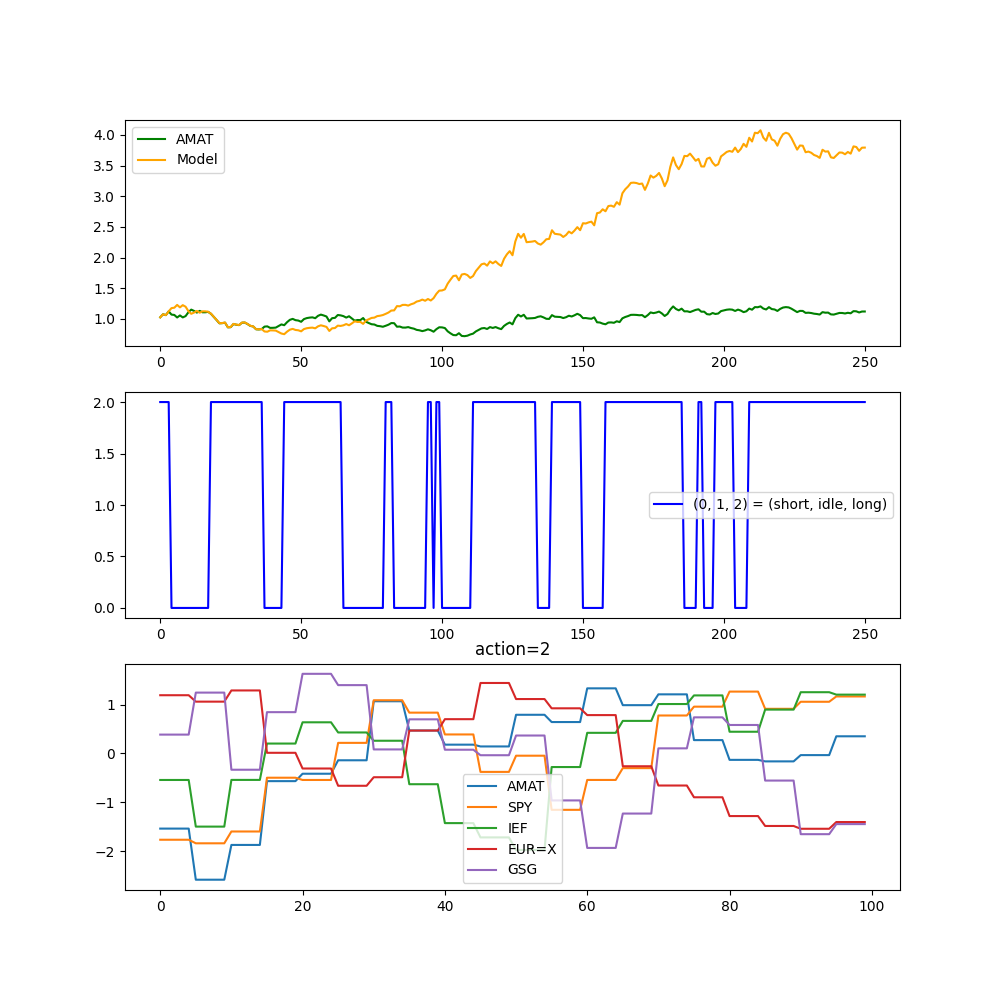 4.0
3.5
3.0
2.5
2.0
1.5
1.0
AMAT
Model
0 50 100 150 200 250
2.0
1.5
1.0
0.5
0.0
(0, 1, 2) = (short, idle, long)
0 50 100 150 200 250
action=2
1
0
−1
−2
AMAT
SPY
IEF
EUR=X
GSG
0 20 40 60 80 100